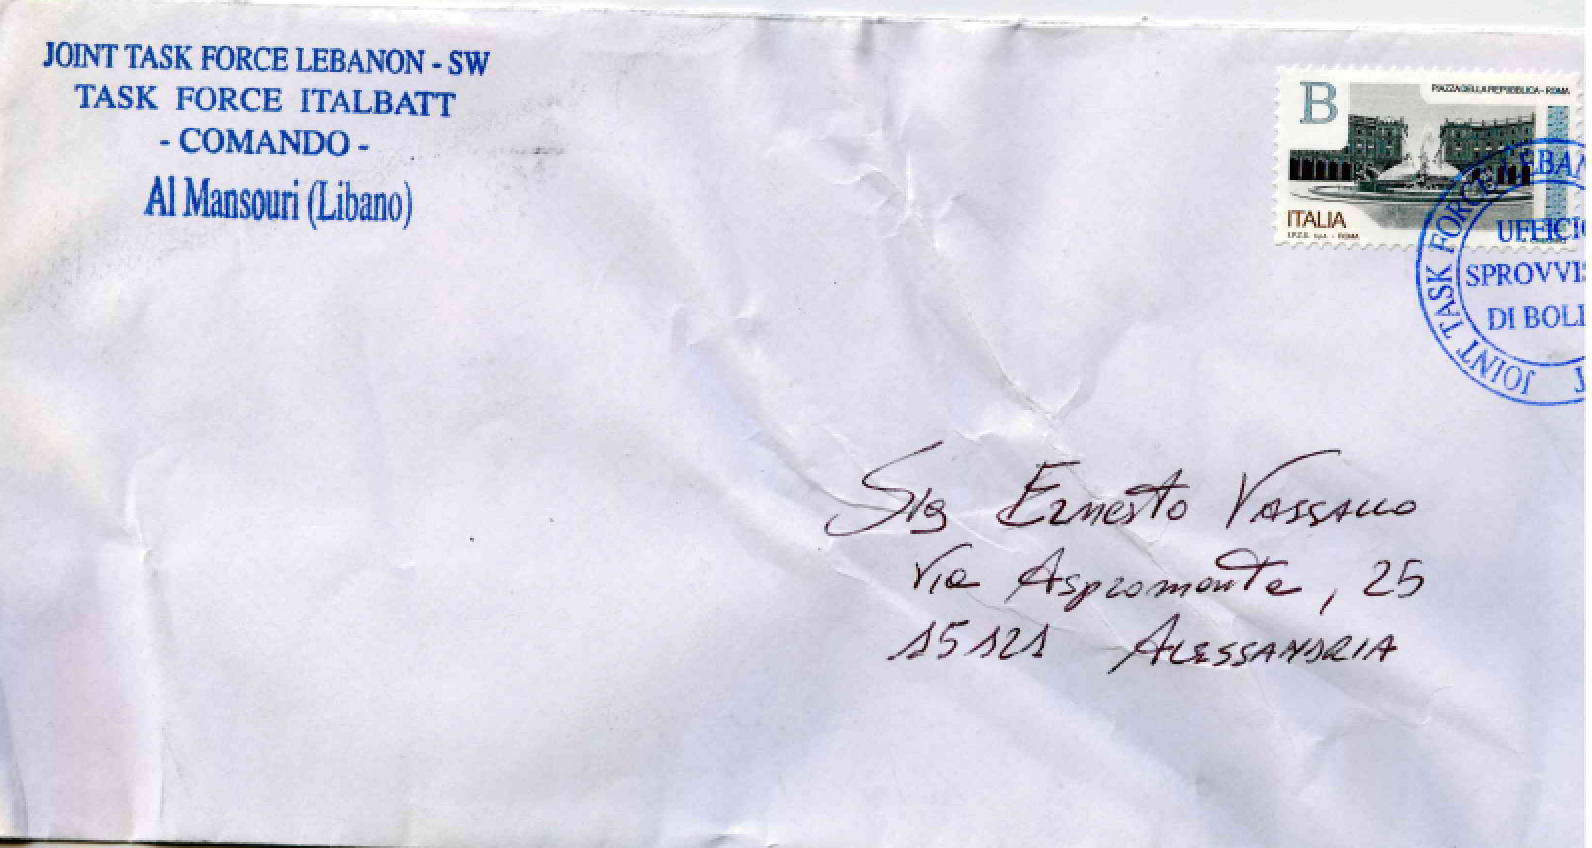 JOINT TASK FORCE LEBANON - SW
TASK FORCE ITALBATT
- COMANDO -
Al Mansouri (Libano)
B
PIAZZA DELLA REPUBBLICA - ROMA
ITALIA
I.P.Z.S. S.p.A. - ROMA
JOINT TASK FORCE LEBAN
UFFICIO
SPROVVIS
DI BOLL
Sig Ernesto Vassallo
Via Aspromonte, 25
15121 ALESSANDRIA